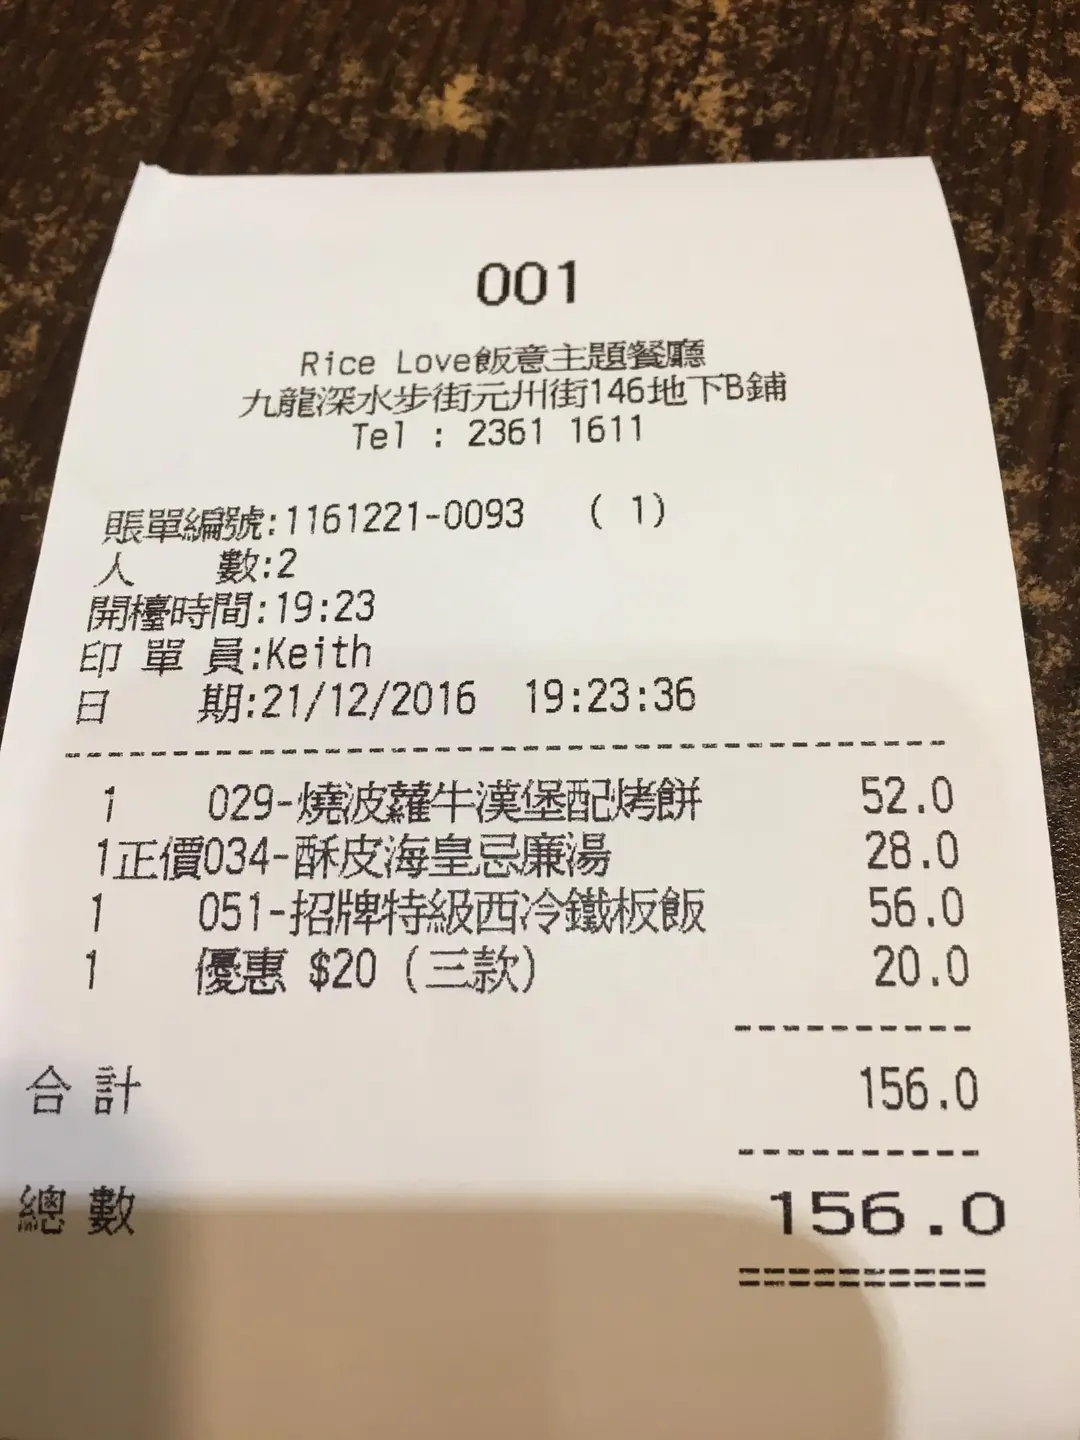 001
Rice Love飯意主題餐廳
九龍深水步街元州街146地下B鋪
Tel : 2361 1611
賬單編號:1161221-0093 ( 1)
人 數:2
開檯時間:19:23
印 單 員:Keith
日 期:21/12/2016 19:23:36
1 029-燒波蘿牛漢堡配烤餅 52.0
1正價034-酥皮海皇忌廉湯 28.0
1 051-招牌特級西冷鐵板飯 56.0
1 優惠 $20 (三款) 20.0
合 計 156.0
總 數 156.0